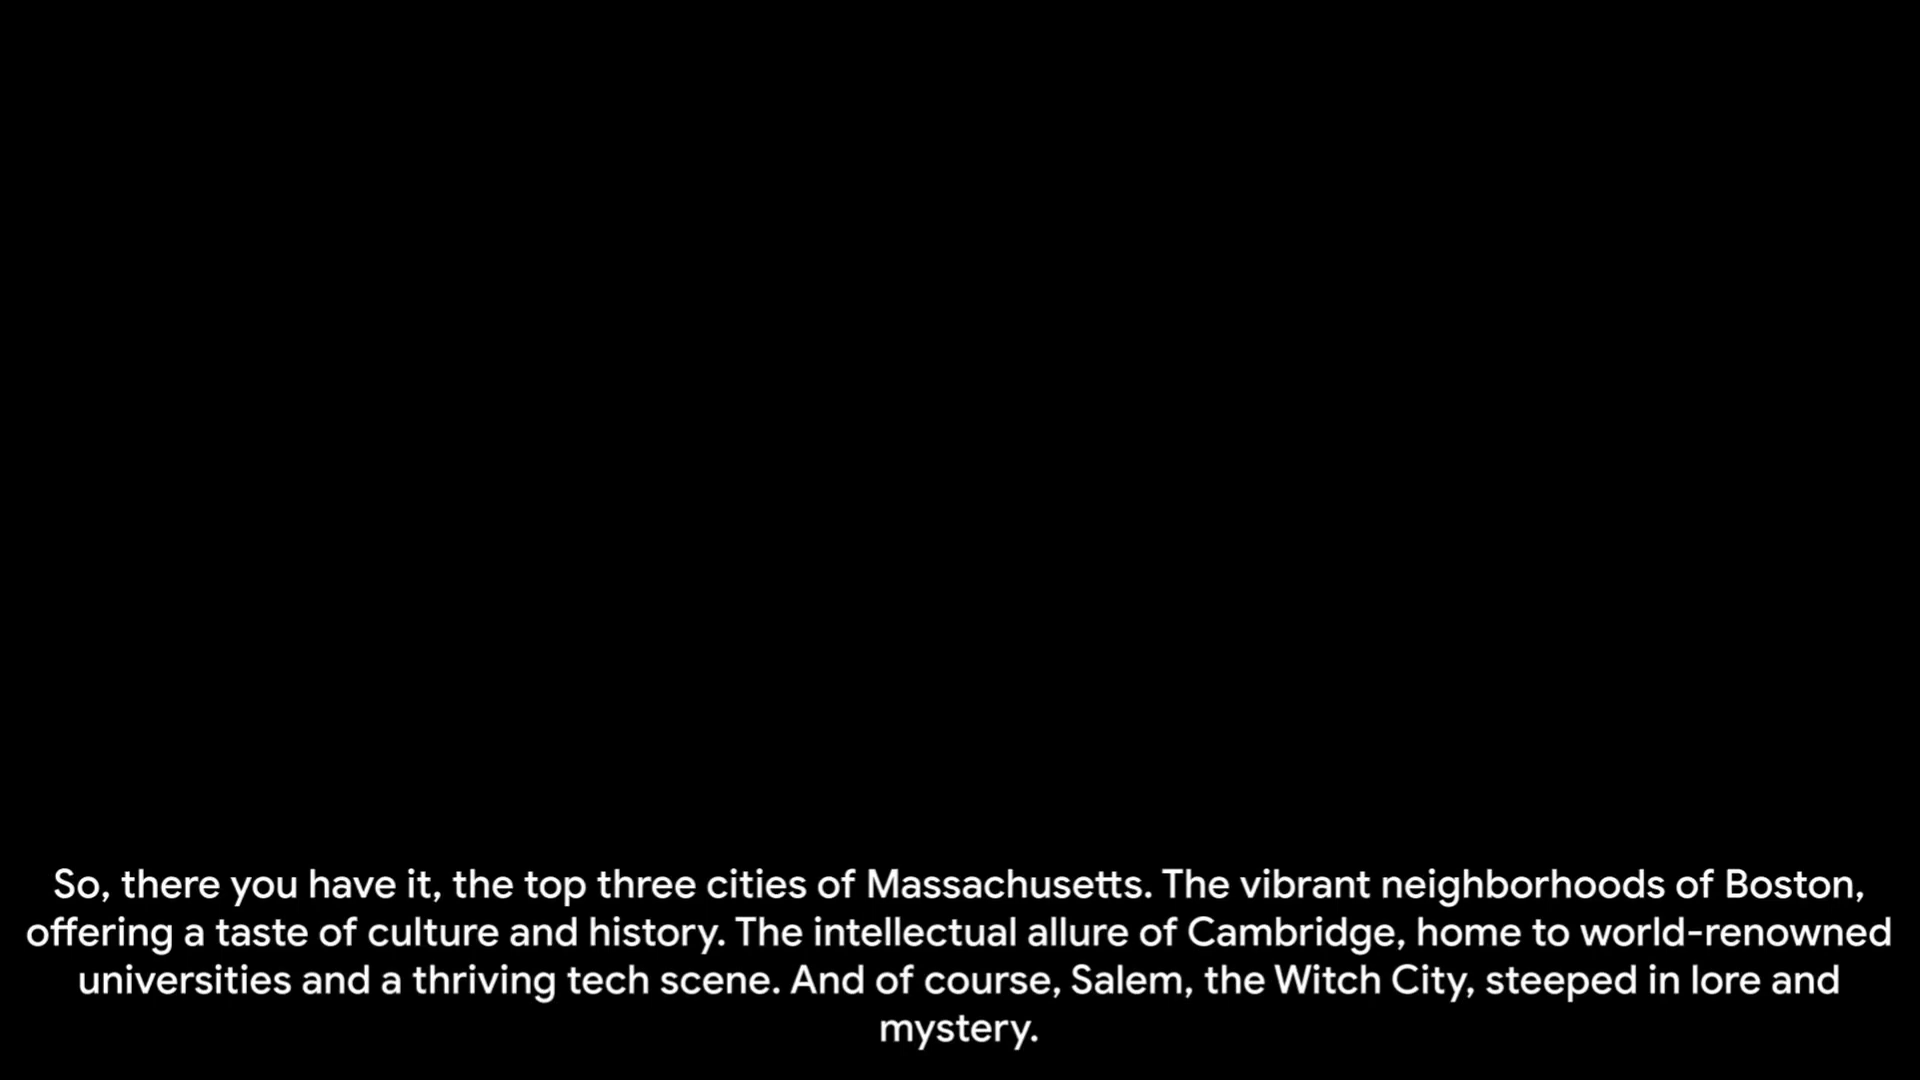 So, there you have it, the top three cities of Massachusetts. The vibrant neighborhoods of Boston,
offering a taste of culture and history. The intellectual allure of Cambridge, home to world-renowned
universities and a thriving tech scene. And of course, Salem, the Witch City, steeped in lore and
mystery.